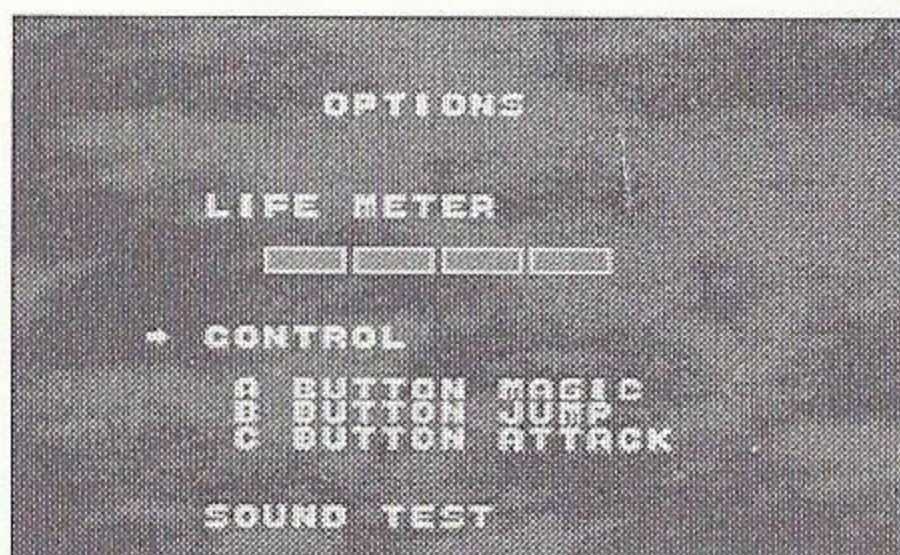 OPTIONS
LIFE METER
➡ CONTROL
A BUTTON MAGIC
B BUTTON JUMP
C BUTTON ATTACK
SOUND TEST